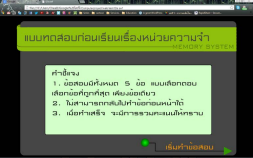 แบบทดสอบก่อนเรียนเรื่องหน่วยความจำ
MEMORY SYSTEM
คำชี้แจง
1. ข้อสอบมีทั้งหมด 5 ข้อ แบบเลือกตอบ
เลือกข้อที่ถูกที่สุด เพียงข้อเดียว
2. ไม่สามารถกลับไปทำข้อก่อนหน้าได้
3. เมื่อทำเสร็จ จะมีการรวมคะแนนให้ทราบ
เริ่มทำข้อสอบ